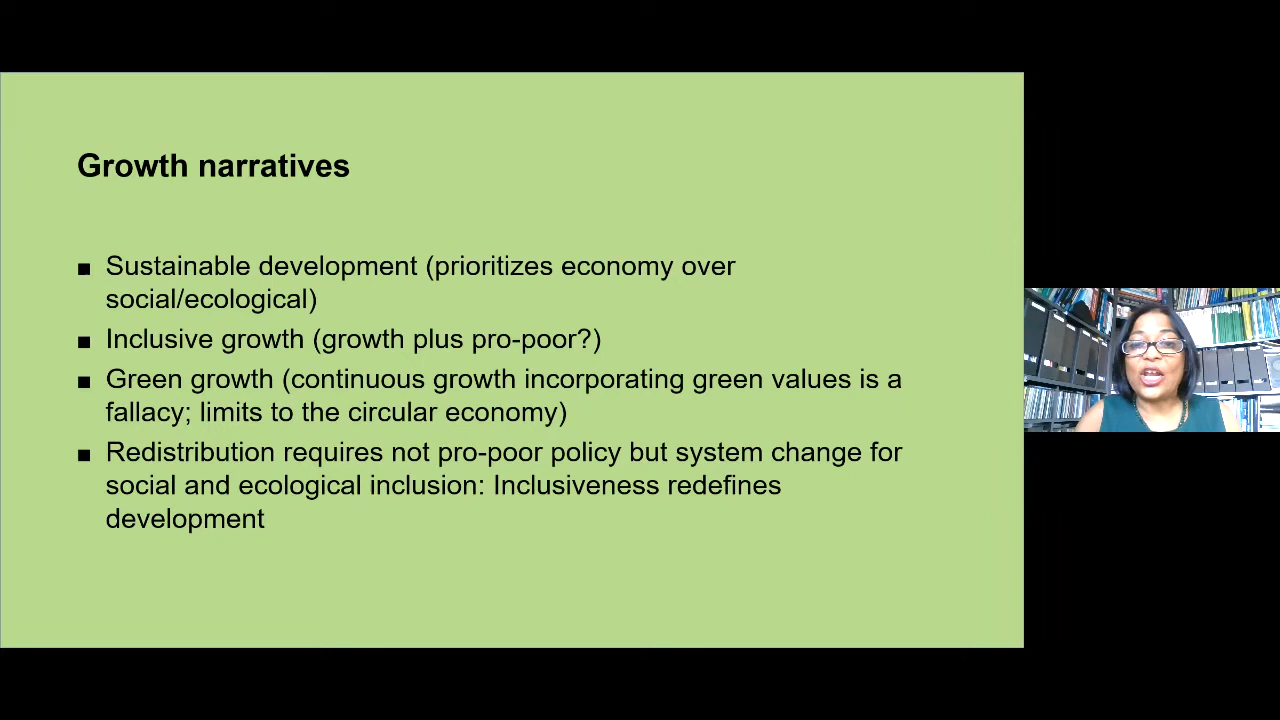 Growth narratives
■ Sustainable development (prioritizes economy over
social/ecological)
■ Inclusive growth (growth plus pro-poor?)
■ Green growth (continuous growth incorporating green values is a
fallacy; limits to the circular economy)
■ Redistribution requires not pro-poor policy but system change for
social and ecological inclusion: Inclusiveness redefines
development